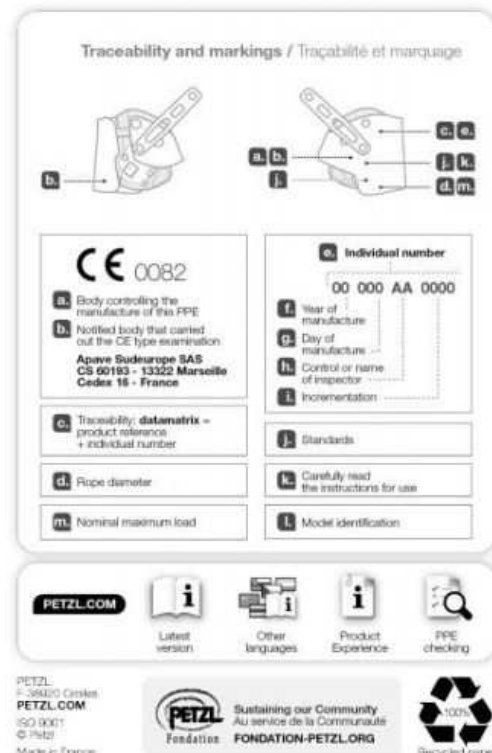 Traceability and markings / Traçabilité et marquage
b.
a. b.
j.
c. e.
j. k.
d. m.
CE 0082
a. Body controlling the
manufacture of this PPE
b. Notified body that carried
out the CE type examination
Apave Sudeurope SAS
CS 60193 - 13322 Marseille
Cedex 16 - France
c. Traceability: datamatrix =
product reference
+ individual number
d. Rope diameter
m. Nominal maximum load
e. Individual number
00 000 AA 0000
f. Year of
manufacture
g. Day of
manufacture
h. Control or name
of inspector
i. Incrementation
j. Standards
k. Carefully read
the instructions for use
l. Model identification
PETZL.COM
Latest
version
Other
languages
Product
Experience
PPE
checking
PETZL
F-38920 Crolles
PETZL.COM
ISO 9001
© Petzl
Made in France
PETZL
Fondation
Sustaining our Community
Au service de la Communauté
FONDATION-PETZL.ORG
100%
Recycled paper